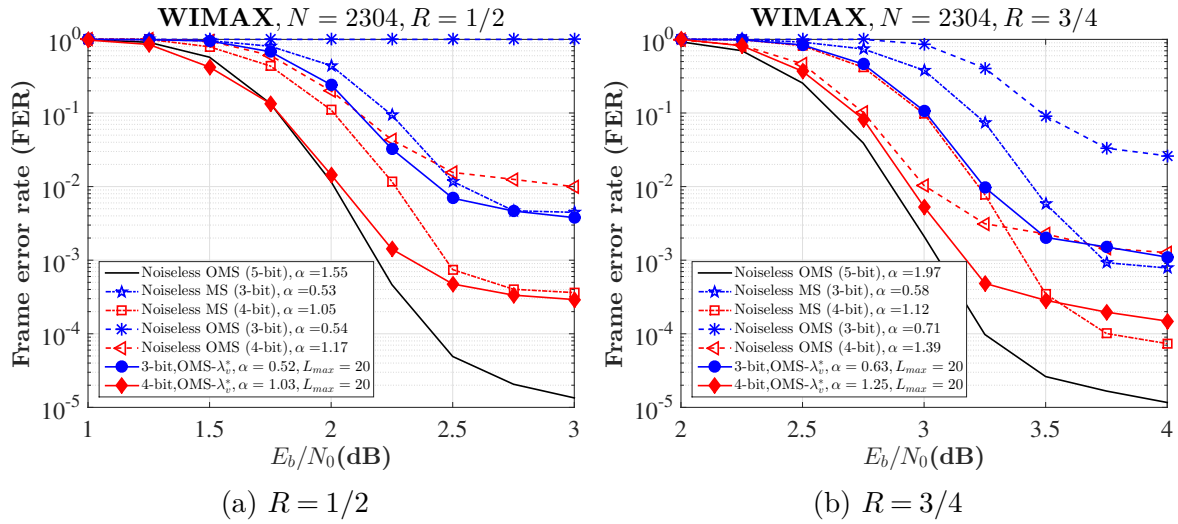 WIMAX, N = 2304, R = 1/2
Frame error rate (FER)
10^0
10^-1
10^-2
10^-3
10^-4
10^-5
Noiseless OMS (5-bit), α =1.55
Noiseless MS (3-bit), α =0.53
Noiseless MS (4-bit), α =1.05
Noiseless OMS (3-bit), α =0.54
Noiseless OMS (4-bit), α =1.17
3-bit,OMS-λ_v^*, α = 0.52, L_max = 20
4-bit,OMS-λ_v^*, α = 1.03, L_max = 20
1 1.5 2 2.5 3
E_b/N_0(dB)
(a) R = 1/2
WIMAX, N = 2304, R = 3/4
Frame error rate (FER)
10^0
10^-1
10^-2
10^-3
10^-4
10^-5
Noiseless OMS (5-bit), α =1.97
Noiseless MS (3-bit), α =0.58
Noiseless MS (4-bit), α =1.12
Noiseless OMS (3-bit), α =0.71
Noiseless OMS (4-bit), α =1.39
3-bit,OMS-λ_v^*, α = 0.63, L_max = 20
4-bit,OMS-λ_v^*, α = 1.25, L_max = 20
2 2.5 3 3.5 4
E_b/N_0(dB)
(b) R = 3/4